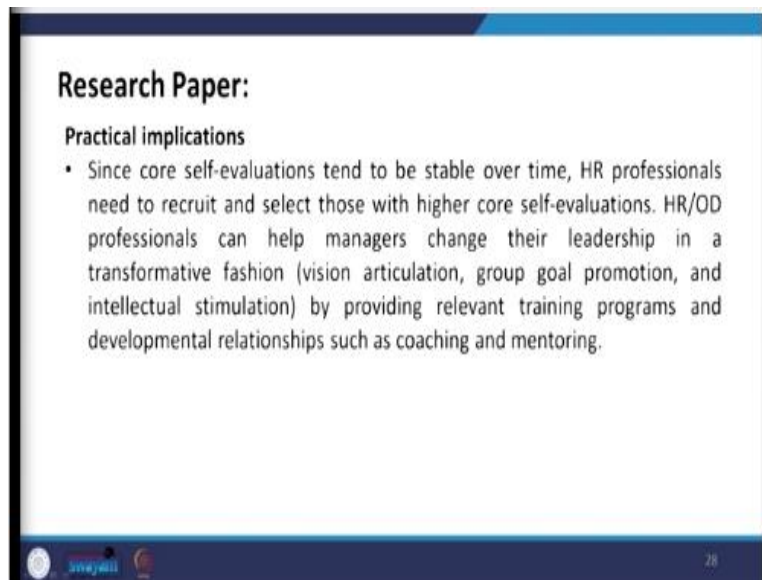 Research Paper:
Practical implications
• Since core self-evaluations tend to be stable over time, HR professionals
need to recruit and select those with higher core self-evaluations. HR/OD
professionals can help managers change their leadership in a
transformative fashion (vision articulation, group goal promotion, and
intellectual stimulation) by providing relevant training programs and
developmental relationships such as coaching and mentoring.
swayam
28